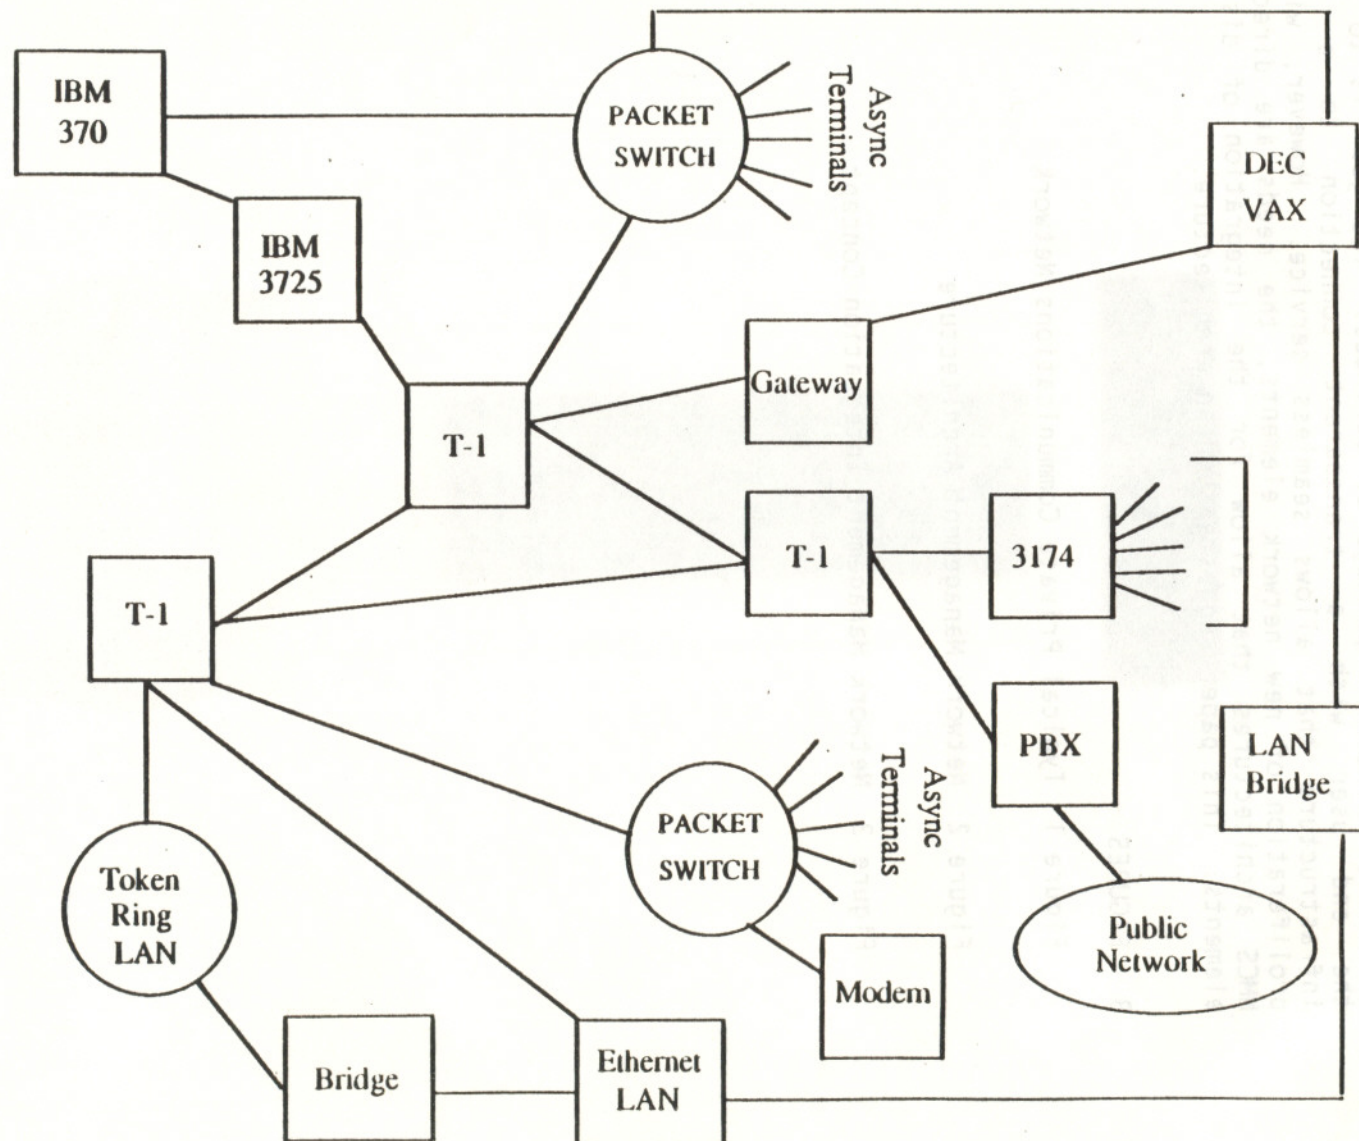 IBM
370
PACKET
SWITCH
Async
Terminals
DEC
VAX
IBM
3725
Gateway
T-1
T-1
3174
T-1
PBX
LAN
Bridge
PACKET
SWITCH
Async
Terminals
Token
Ring
LAN
Public
Network
Modem
Bridge
Ethernet
LAN